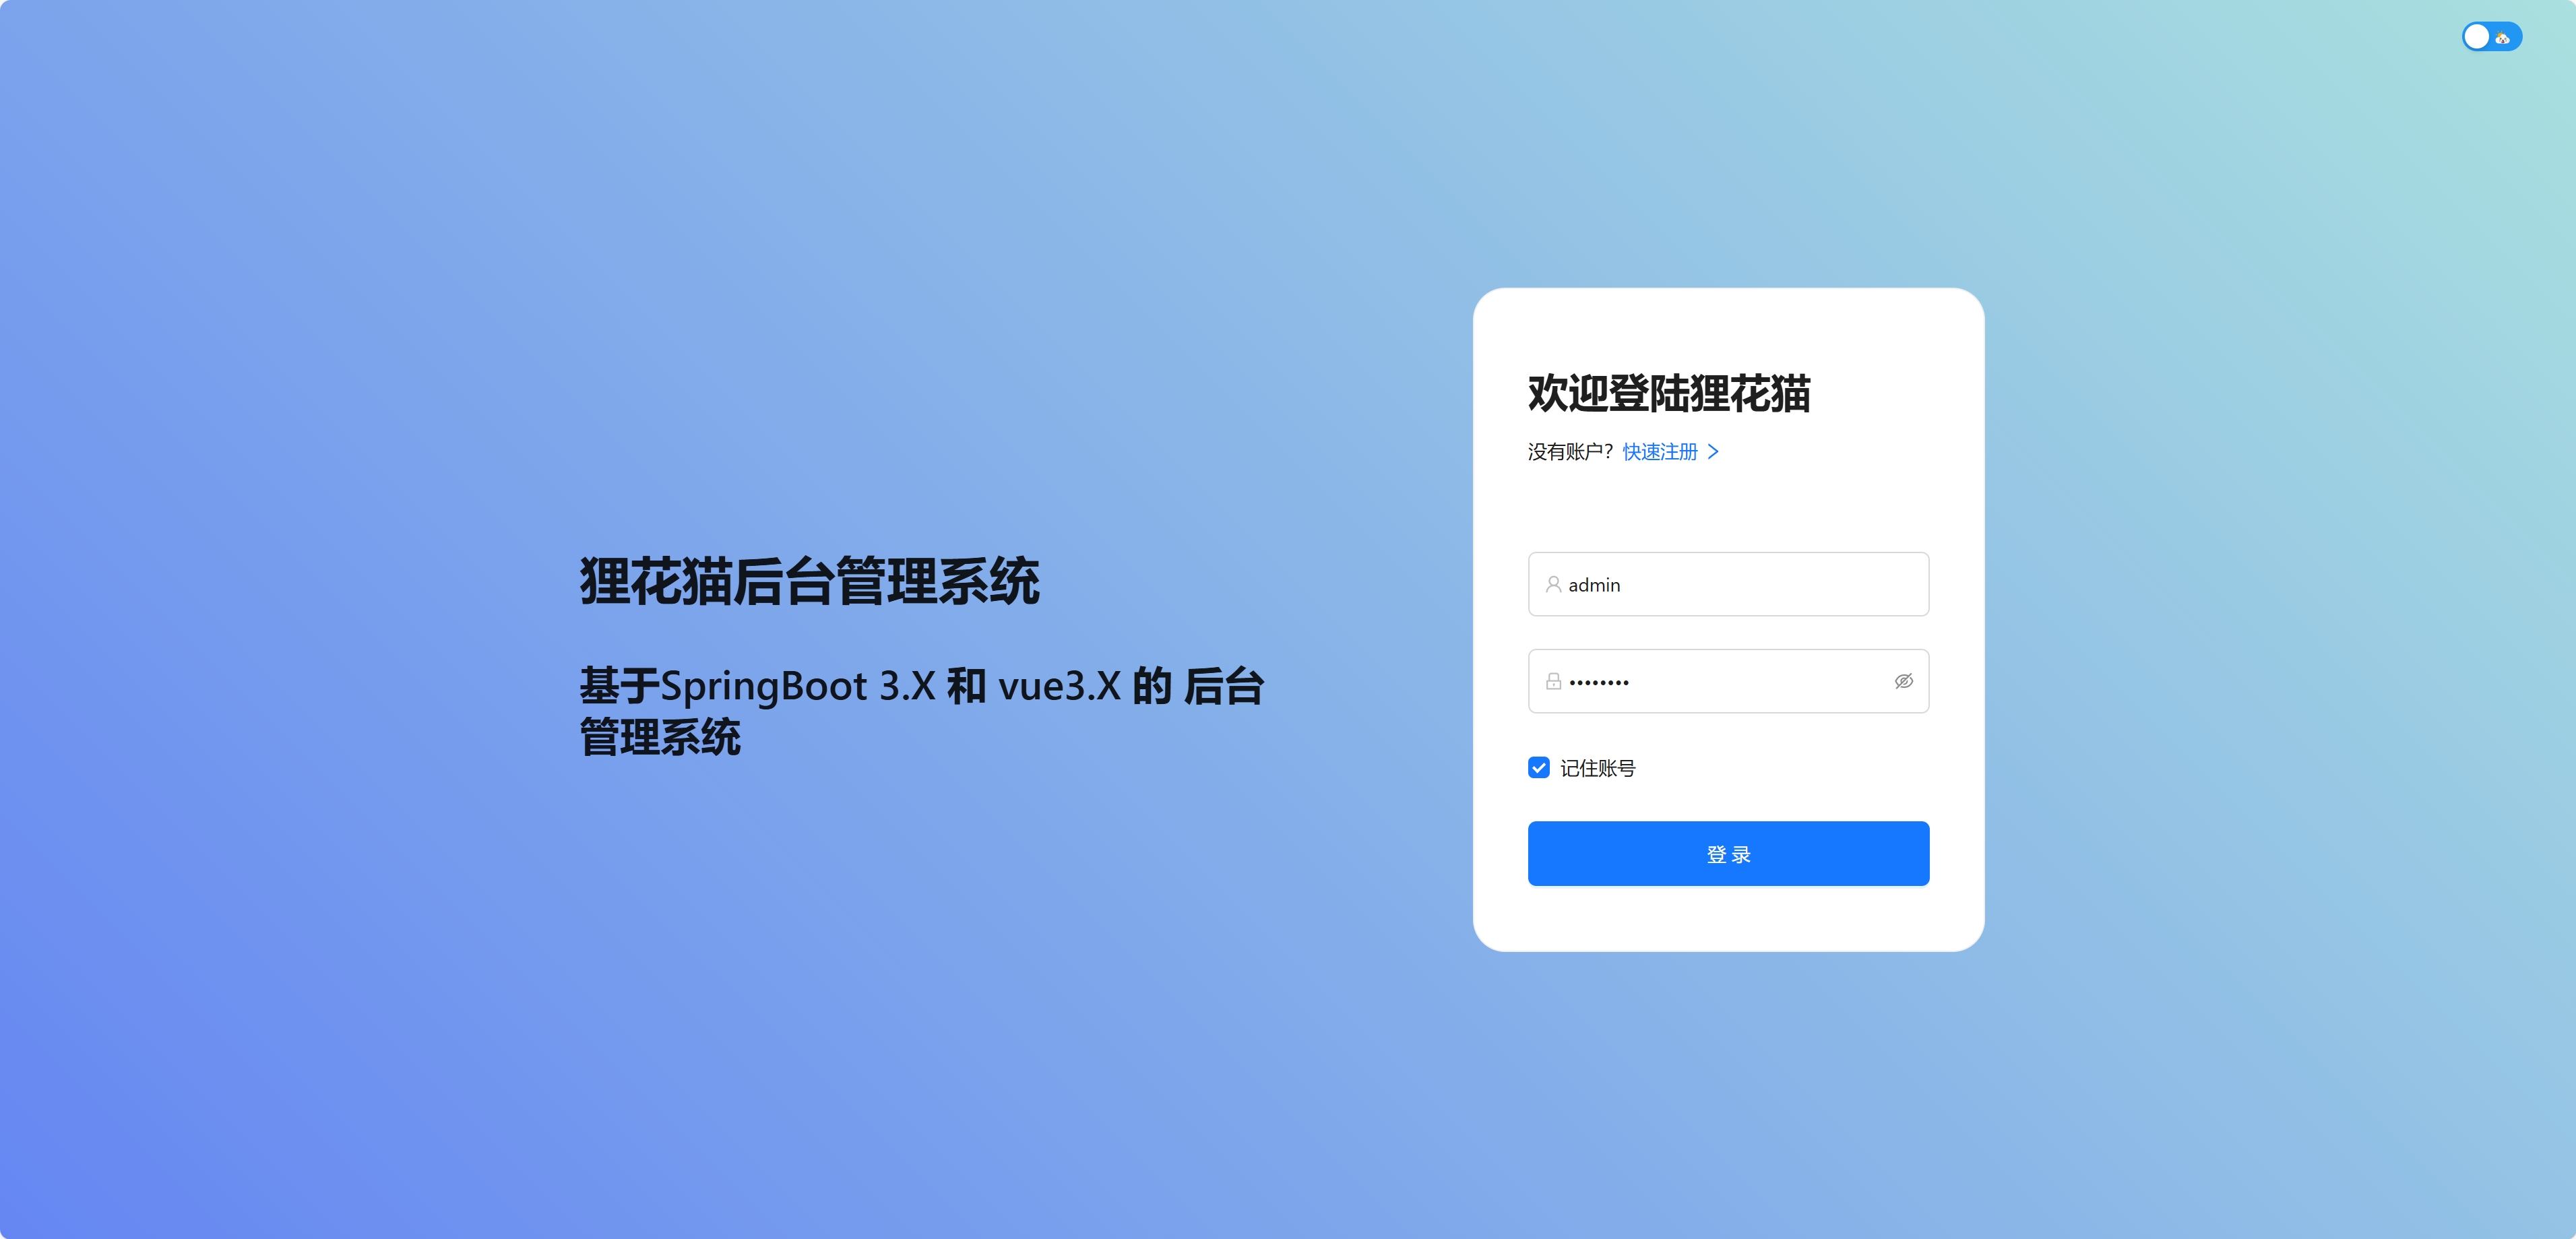 狸花猫后台管理系统
基于SpringBoot 3.X 和 vue3.X 的 后台
管理系统
欢迎登陆狸花猫
没有账户？快速注册
admin
••••••••
记住账号
登 录